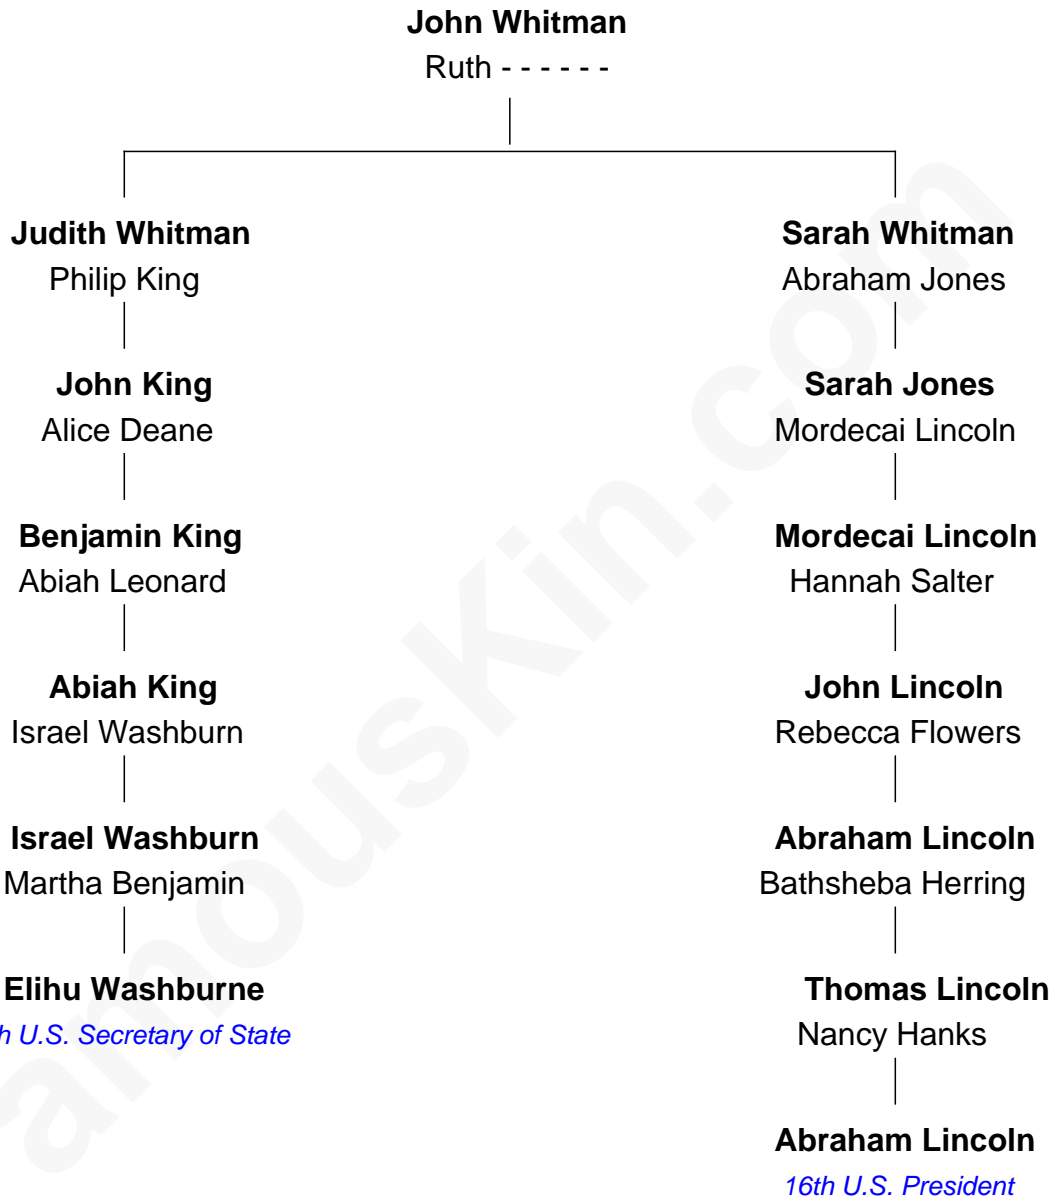 John Whitman
Ruth - - - - - -
Judith Whitman
Philip King
Sarah Whitman
Abraham Jones
John King
Alice Deane
Sarah Jones
Mordecai Lincoln
Benjamin King
Abiah Leonard
Mordecai Lincoln
Hannah Salter
Abiah King
Israel Washburn
John Lincoln
Rebecca Flowers
Israel Washburn
Martha Benjamin
Abraham Lincoln
Bathsheba Herring
Elihu Washburne
h U.S. Secretary of State
Thomas Lincoln
Nancy Hanks
Abraham Lincoln
16th U.S. President
amousKin.com